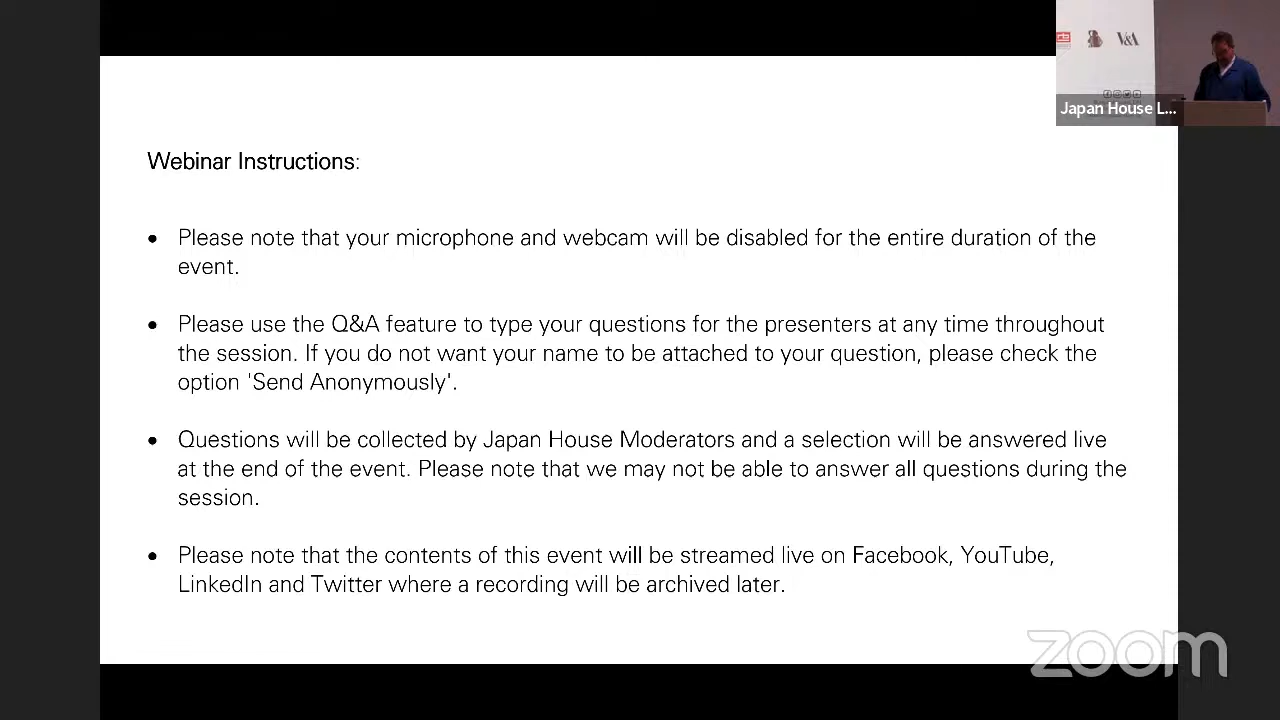 V&A
Japan House L...
Webinar Instructions:
• Please note that your microphone and webcam will be disabled for the entire duration of the
event.
• Please use the Q&A feature to type your questions for the presenters at any time throughout
the session. If you do not want your name to be attached to your question, please check the
option 'Send Anonymously'.
• Questions will be collected by Japan House Moderators and a selection will be answered live
at the end of the event. Please note that we may not be able to answer all questions during the
session.
• Please note that the contents of this event will be streamed live on Facebook, YouTube,
LinkedIn and Twitter where a recording will be archived later.
zoom